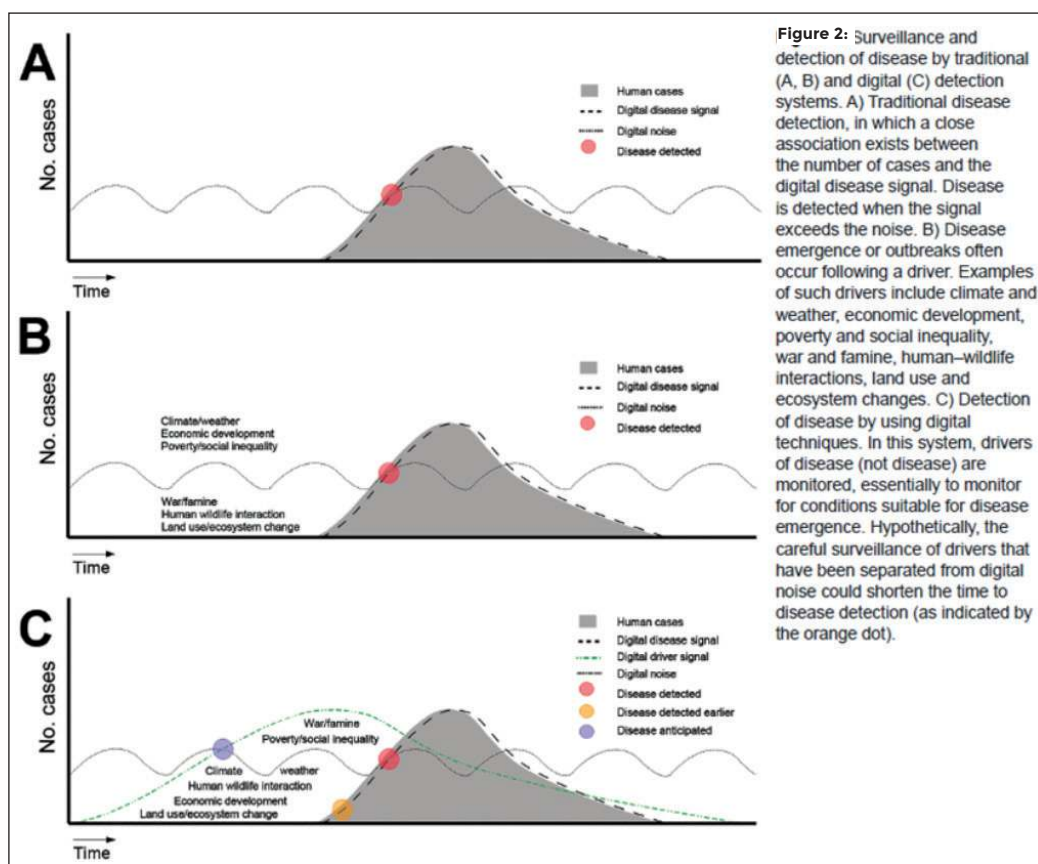 A
No. cases
Human cases
Digital disease signal
Digital noise
Disease detected
Time
B
No. cases
Human cases
Digital disease signal
Digital noise
Disease detected
Climate/weather
Economic development
Poverty/social inequality
War/famine
Human wildlife interaction
Land use/ecosystem change
Time
C
No. cases
Human cases
Digital disease signal
Digital driver signal
Digital noise
Disease detected
Disease detected earlier
Disease anticipated
War/famine
Poverty/social inequality
Climate weather
Human wildlife interaction
Economic development
Land use/ecosystem change
Time
Figure 2: Surveillance and
detection of disease by traditional
(A, B) and digital (C) detection
systems. A) Traditional disease
detection, in which a close
association exists between
the number of cases and the
digital disease signal. Disease
is detected when the signal
exceeds the noise. B) Disease
emergence or outbreaks often
occur following a driver. Examples
of such drivers include climate and
weather, economic development,
poverty and social inequality,
war and famine, human–wildlife
interactions, land use and
ecosystem changes. C) Detection
of disease by using digital
techniques. In this system, drivers
of disease (not disease) are
monitored, essentially to monitor
for conditions suitable for disease
emergence. Hypothetically, the
careful surveillance of drivers that
have been separated from digital
noise could shorten the time to
disease detection (as indicated by
the orange dot).